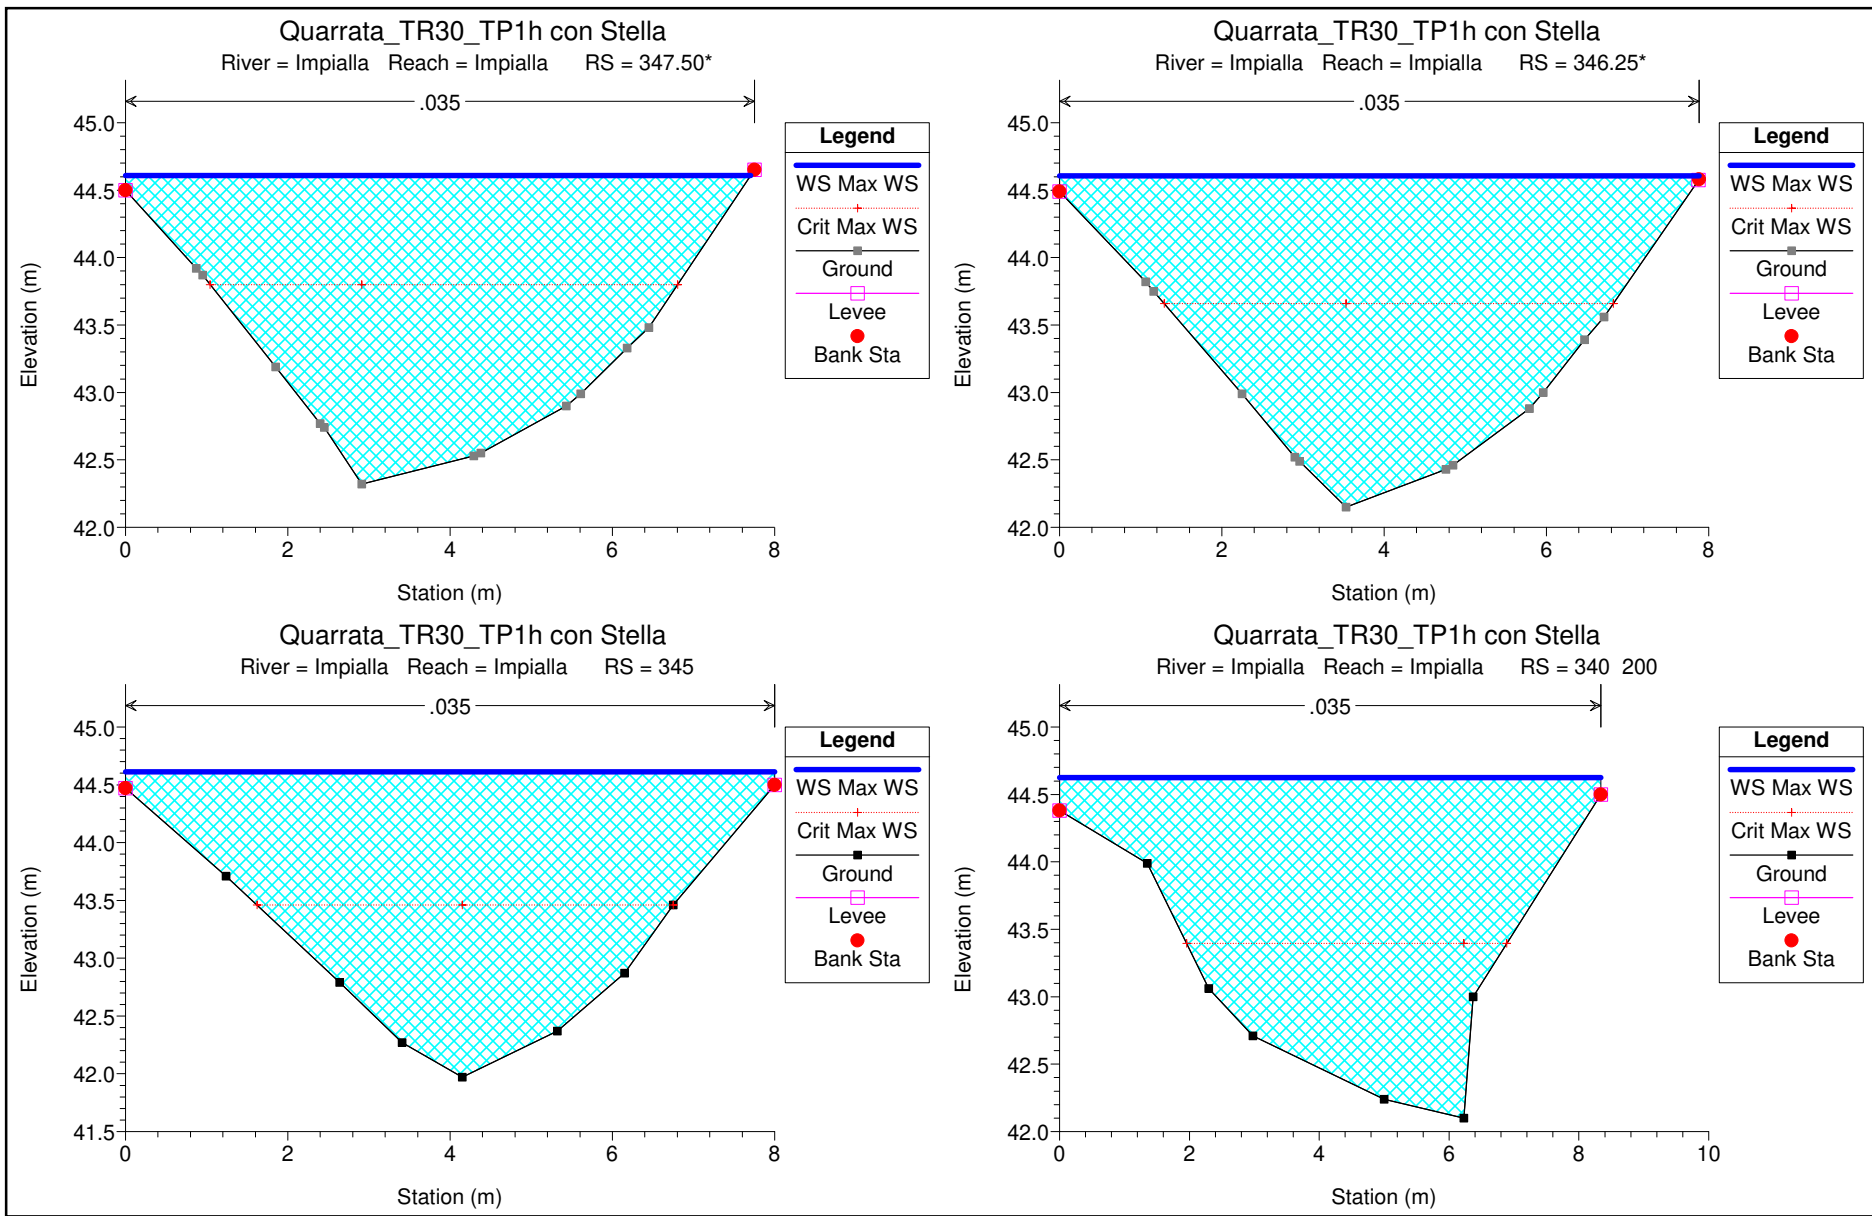 Quarrata_TR30_TP1h con Stella
River = Impialla Reach = Impialla RS = 347.50*
.035
45.0
44.5
44.0
43.5
43.0
42.5
42.0
0 2 4 6 8
Station (m)
Elevation (m)
Legend
WS Max WS
Crit Max WS
Ground
Levee
Bank Sta
Quarrata_TR30_TP1h con Stella
River = Impialla Reach = Impialla RS = 346.25*
.035
45.0
44.5
44.0
43.5
43.0
42.5
42.0
0 2 4 6 8
Station (m)
Elevation (m)
Legend
WS Max WS
Crit Max WS
Ground
Levee
Bank Sta
Quarrata_TR30_TP1h con Stella
River = Impialla Reach = Impialla RS = 345
.035
45.0
44.5
44.0
43.5
43.0
42.5
42.0
41.5
0 2 4 6 8
Station (m)
Elevation (m)
Legend
WS Max WS
Crit Max WS
Ground
Levee
Bank Sta
Quarrata_TR30_TP1h con Stella
River = Impialla Reach = Impialla RS = 340 200
.035
45.0
44.5
44.0
43.5
43.0
42.5
42.0
0 2 4 6 8 10
Station (m)
Elevation (m)
Legend
WS Max WS
Crit Max WS
Ground
Levee
Bank Sta